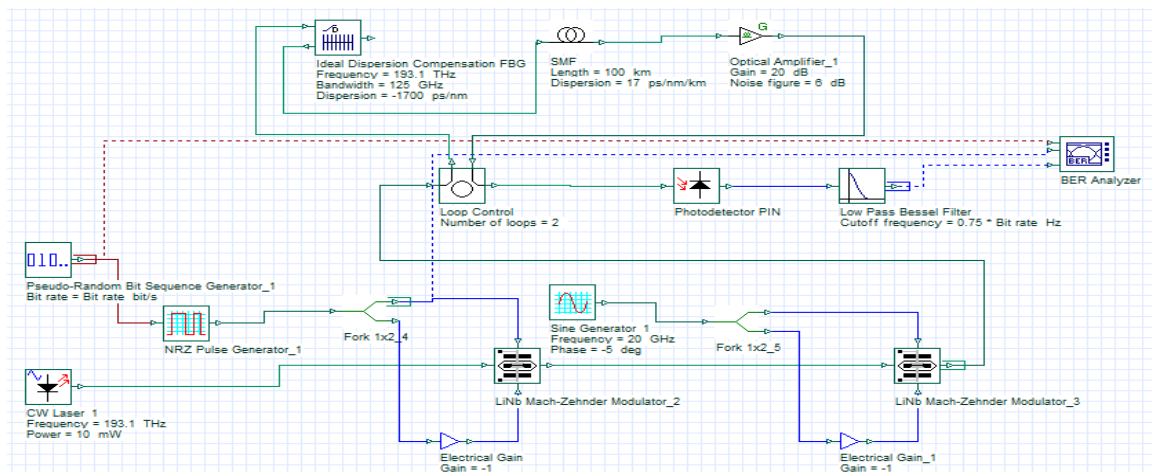 G
D
Ideal Dispersion Compensation FBG
Frequency = 193.1 THz
Bandwidth = 125 GHz
Dispersion = -1700 ps/nm
SMF
Length = 100 km
Dispersion = 17 ps/nm/km
Optical Amplifier_1
Gain = 20 dB
Noise figure = 6 dB
BER
BER Analyzer
Loop Control
Number of loops = 2
Photodetector PIN
Low Pass Bessel Filter
Cutoff frequency = 0.75 * Bit rate Hz
010..
Pseudo-Random Bit Sequence Generator_1
Bit rate = Bit rate bit/s
NRZ Pulse Generator_1
Fork 1x2_4
Sine Generator_1
Frequency = 20 GHz
Phase = -5 deg
Fork 1x2_5
LiNb Mach-Zehnder Modulator_2
LiNb Mach-Zehnder Modulator_3
CW Laser_1
Frequency = 193.1 THz
Power = 10 mW
Electrical Gain
Gain = -1
Electrical Gain_1
Gain = -1